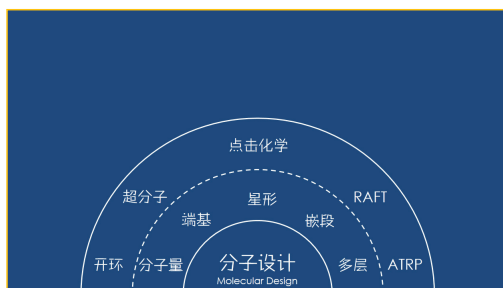 点击化学
超分子
RAFT
星形
端基
嵌段
开环
分子量
分子设计
多层
ATRP
Molecular Design